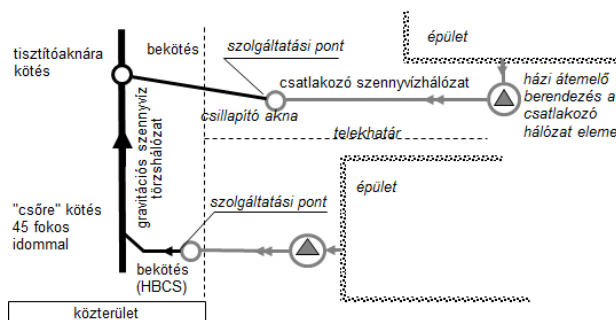 tisztítóaknára
kötés
bekötés
szolgáltatási pont
épület
csatlakozó szennyvízhálózat
házi átemelő
berendezés a
csatlakozó
hálózat eleme
csillapító akna
gravitációs szennyvíz
törzshálózat
telekhatár
épület
szolgáltatási pont
"csőre" kötés
45 fokos
idommal
bekötés
(HBCS)
közterület